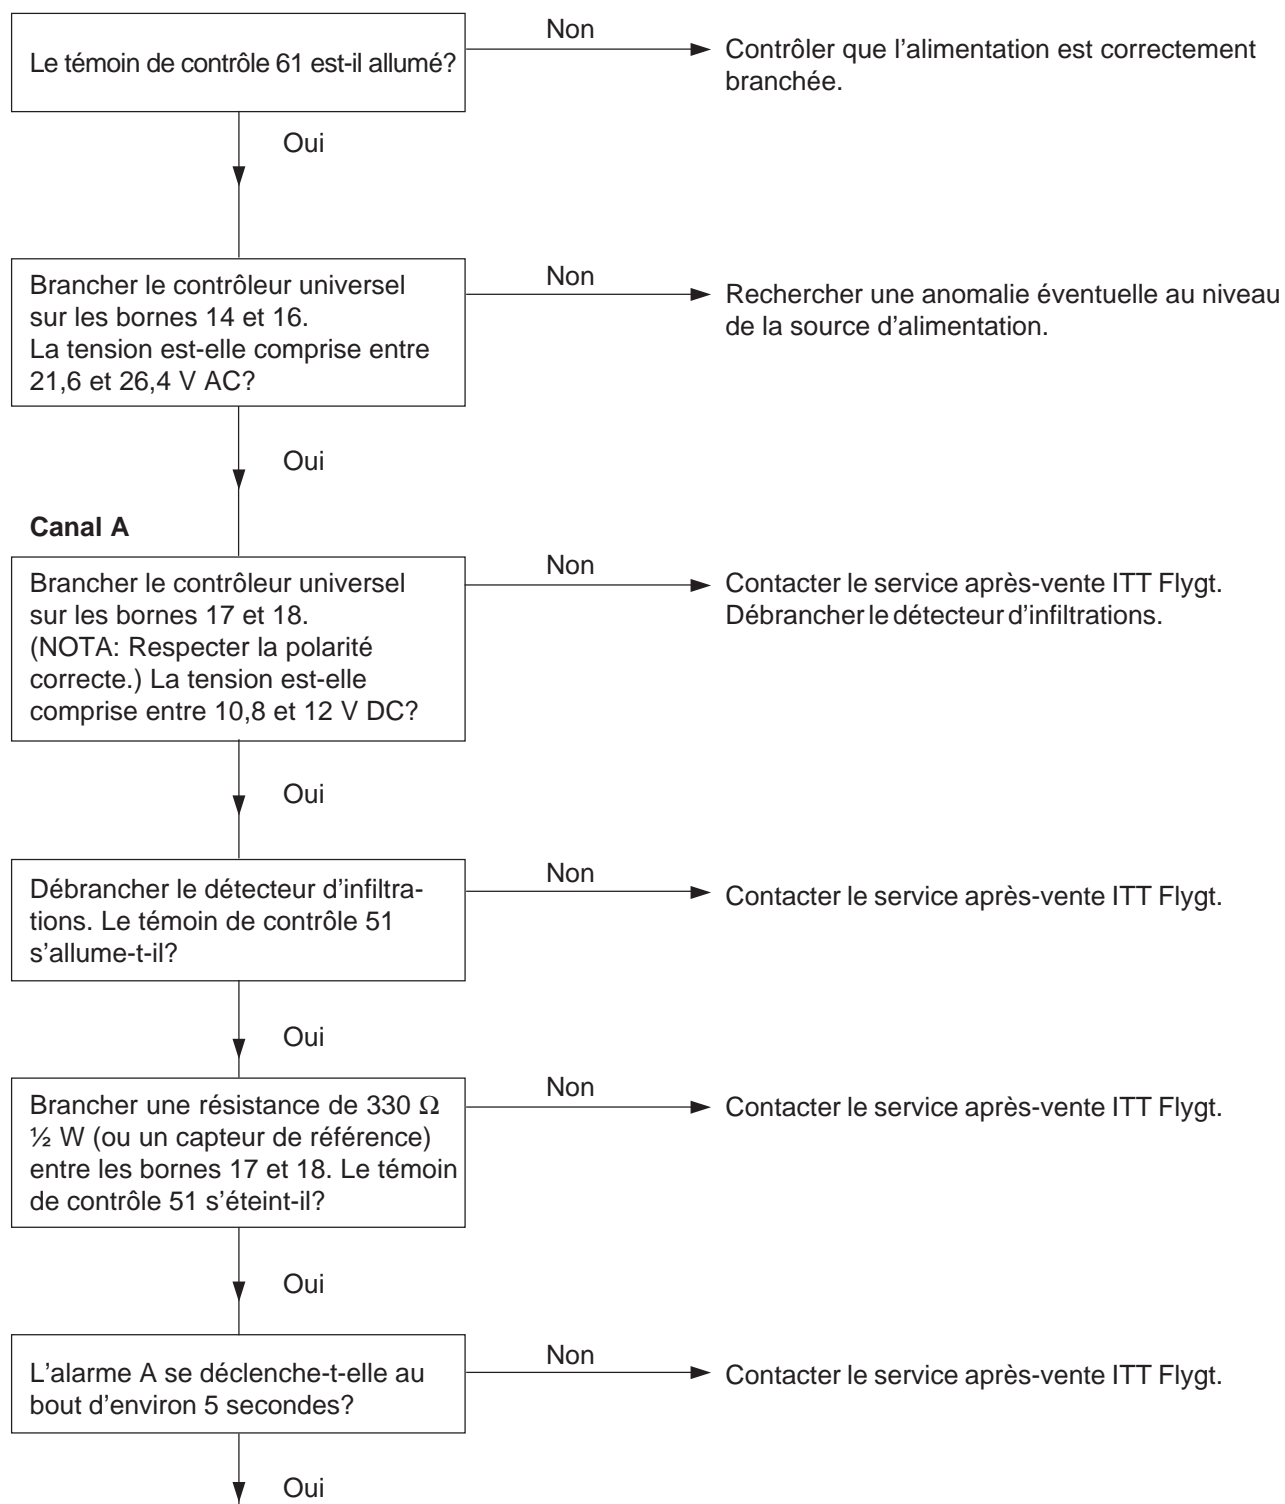 Le témoin de contrôle 61 est-il allumé?
Non
Contrôler que l'alimentation est correctement
branchée.
Oui
Brancher le contrôleur universel
sur les bornes 14 et 16.
La tension est-elle comprise entre
21,6 et 26,4 V AC?
Non
Rechercher une anomalie éventuelle au niveau
de la source d'alimentation.
Oui
Canal A
Brancher le contrôleur universel
sur les bornes 17 et 18.
(NOTA: Respecter la polarité
correcte.) La tension est-elle
comprise entre 10,8 et 12 V DC?
Non
Contacter le service après-vente ITT Flygt.
Débrancher le détecteur d'infiltrations.
Oui
Débrancher le détecteur d'infiltra-
tions. Le témoin de contrôle 51
s'allume-t-il?
Non
Contacter le service après-vente ITT Flygt.
Oui
Brancher une résistance de 330 Ω
½ W (ou un capteur de référence)
entre les bornes 17 et 18. Le témoin
de contrôle 51 s'éteint-il?
Non
Contacter le service après-vente ITT Flygt.
Oui
L'alarme A se déclenche-t-elle au
bout d'environ 5 secondes?
Non
Contacter le service après-vente ITT Flygt.
Oui